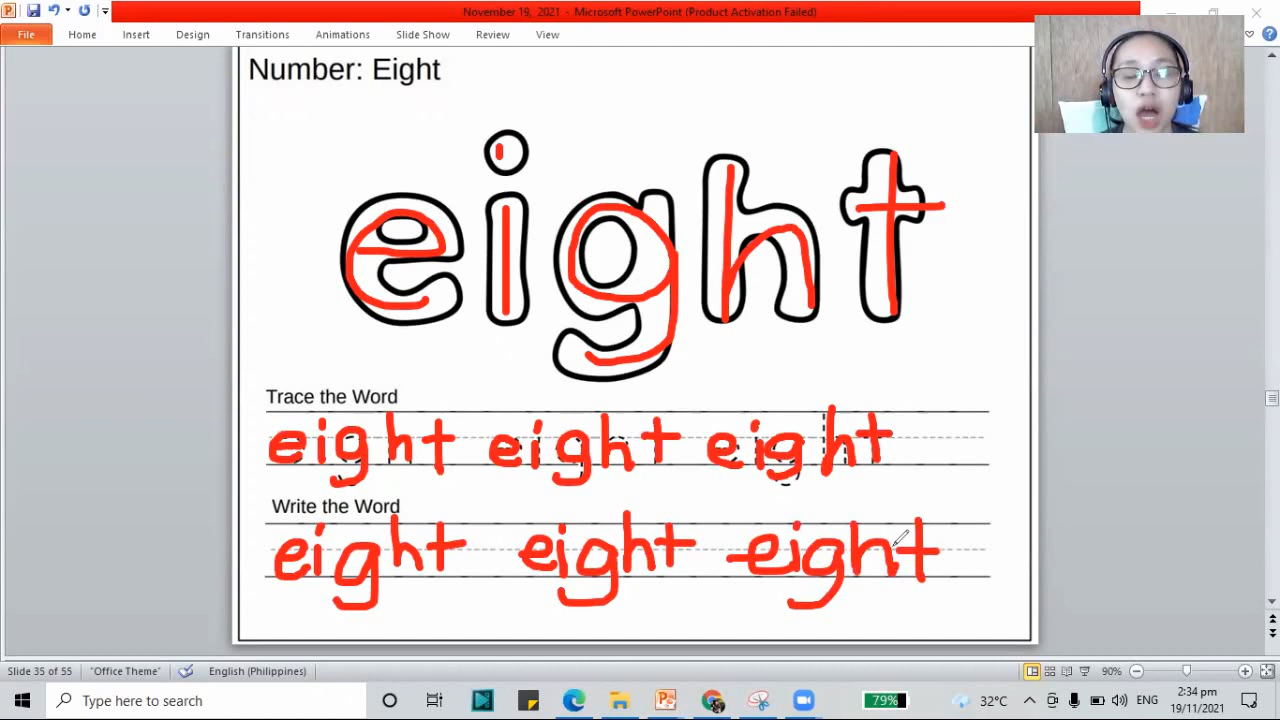 November 19, 2021 - Microsoft PowerPoint (Product Activation Failed)
File Home Insert Design Transitions Animations Slide Show Review View
Number: Eight
eight
Trace the Word
eight eight eight
Write the Word
eight eight eight
Slide 35 of 55 "Office Theme" English (Philippines) 90%
Type here to search 79% 32°C ENG 2:34 pm
19/11/2021